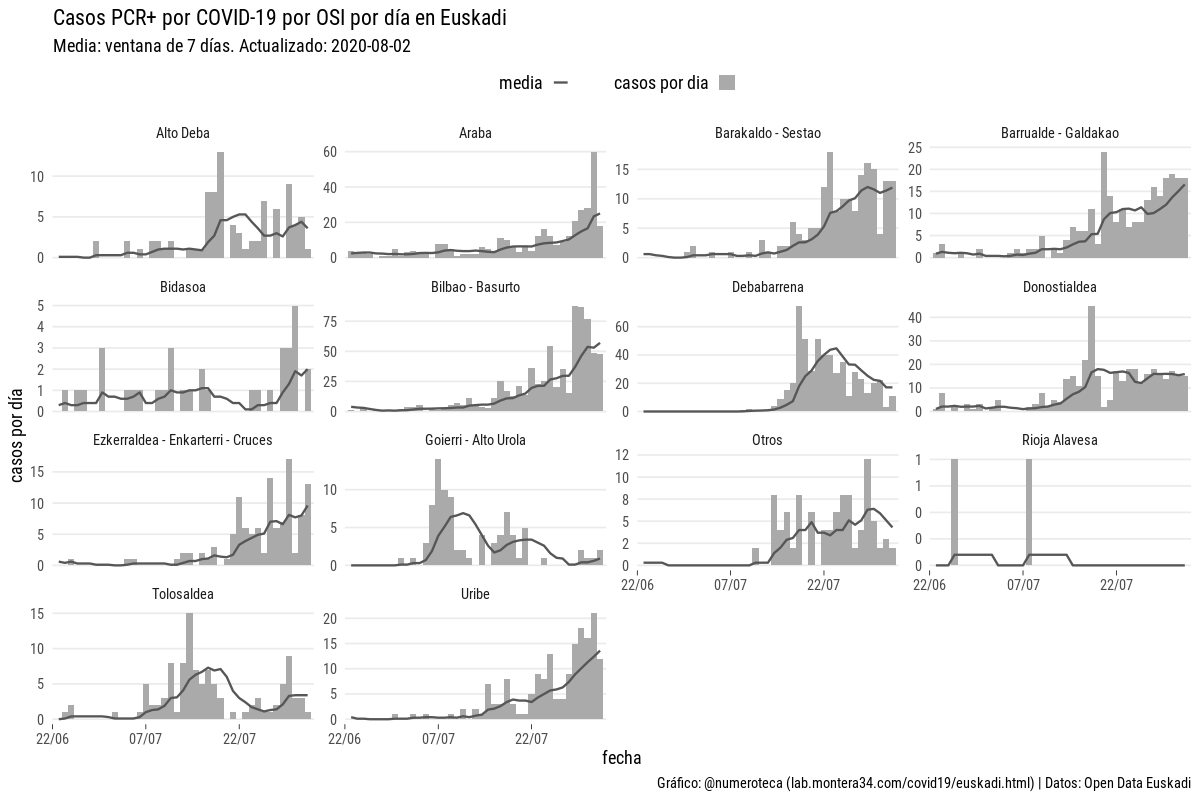 Casos PCR+ por COVID-19 por OSI por día en Euskadi
Media: ventana de 7 días. Actualizado: 2020-08-02
media casos por dia
Alto Deba
10
5
0
Araba
60
40
20
0
Barakaldo - Sestao
15
10
5
0
Barrualde - Galdakao
25
20
15
10
5
0
Bidasoa
5
4
3
2
1
0
Bilbao - Basurto
75
50
25
0
Debabarrena
60
40
20
0
Donostialdea
40
30
20
10
0
Ezkerraldea - Enkarterri - Cruces
15
10
5
0
Goierri - Alto Urola
10
5
0
Otros
12
10
8
5
2
0
22/06 07/07 22/07
Rioja Alavesa
1
1
0
0
0
22/06 07/07 22/07
Tolosaldea
15
10
5
0
22/06 07/07 22/07
Uribe
20
15
10
5
0
22/06 07/07 22/07
casos por día
fecha
Gráfico: @numeroteca (lab.montera34.com/covid19/euskadi.html) | Datos: Open Data Euskadi